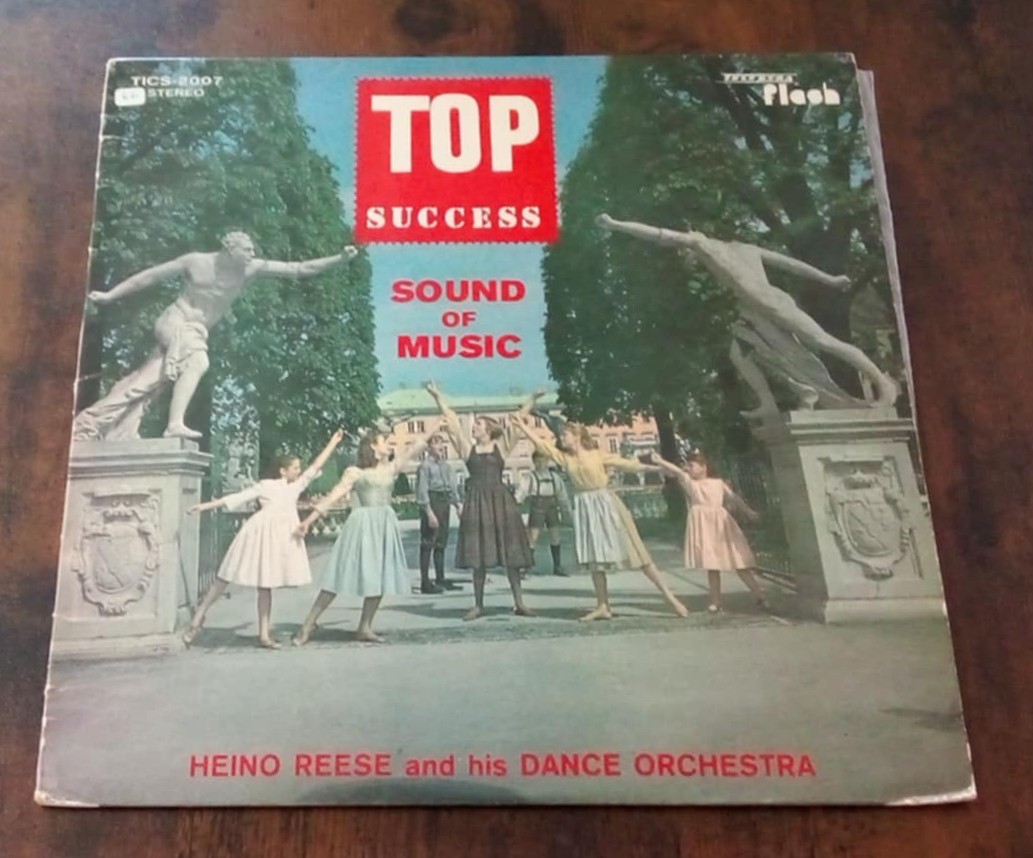 TICS-2007
STEREO
TOP
SUCCESS
flash
SOUND
OF
MUSIC
HEINO REESE and his DANCE ORCHESTRA